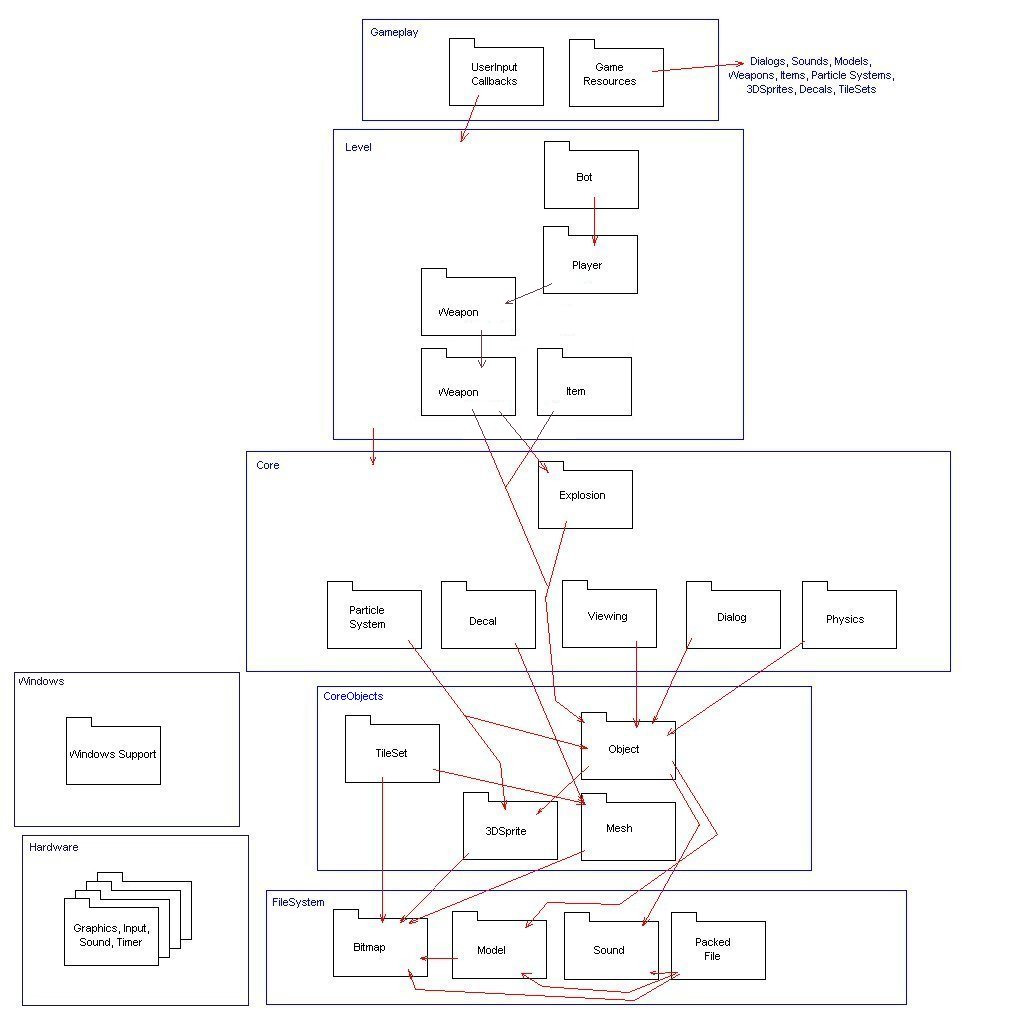 Gameplay
UserInput
Callbacks
Game
Resources
Dialogs, Sounds, Models,
Weapons, Items, Particle Systems,
3DSprites, Decals, TileSets
Level
Bot
Player
Weapon
Weapon
Item
Core
Explosion
Particle
System
Decal
Viewing
Dialog
Physics
Windows
Windows Support
CoreObjects
TileSet
Object
3DSprite
Mesh
Hardware
Graphics, Input,
Sound, Timer
FileSystem
Bitmap
Model
Sound
Packed
File